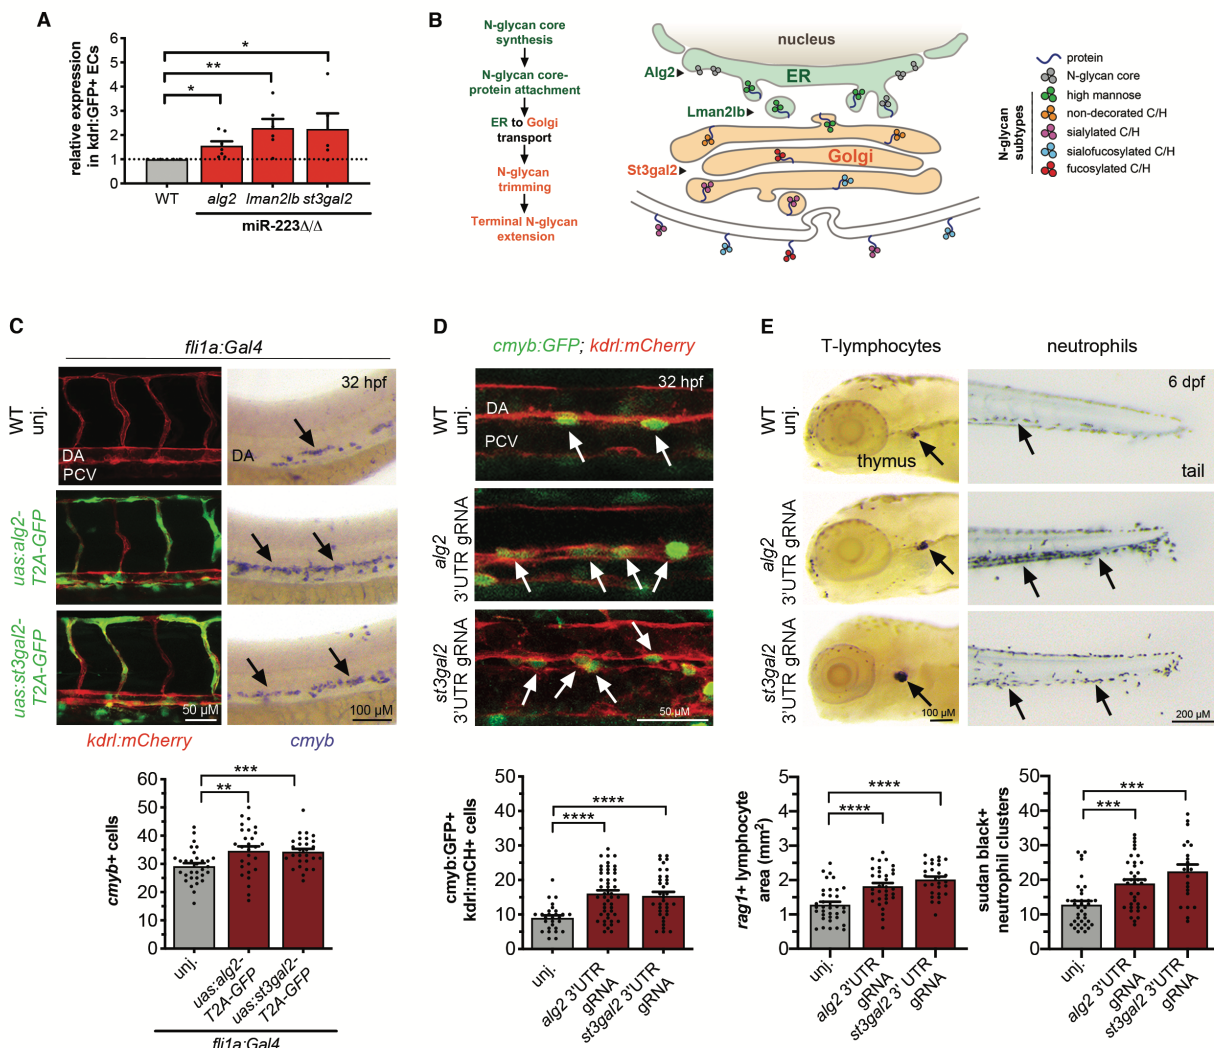 A
relative expression
in kdrl:GFP+ ECs
6
5
4
3
2
1
0
*
**
*
WT
alg2
lman2lb
st3gal2
miR-223Δ/Δ
B
N-glycan core
synthesis
N-glycan core-
protein attachment
ER to Golgi
transport
N-glycan
trimming
Terminal N-glycan
extension
nucleus
Alg2
ER
Lman2lb
Golgi
St3gal2
N-glycan
subtypes
protein
N-glycan core
high mannose
non-decorated C/H
sialylated C/H
sialofucosylated C/H
fucosylated C/H
C
fli1a:Gal4
WT
unj.
DA
PCV
32 hpf
DA
uas:alg2-
T2A-GFP
uas:st3gal2-
T2A-GFP
50 µM
100 µM
kdrl:mCherry
cmyb
cmyb+ cells
60
50
40
30
20
10
0
***
**
unj.
uas:alg2-
T2A-GFP
uas:st3gal2-
T2A-GFP
fli1a:Gal4
D
cmyb:GFP; kdrl:mCherry
WT
unj.
32 hpf
DA
PCV
alg2
3'UTR gRNA
st3gal2
3'UTR gRNA
50 µM
cmyb:GFP+
kdrl:mCH+ cells
50
40
30
20
10
0
****
****
unj.
alg2 3'UTR
gRNA
st3gal2 3'UTR
gRNA
E
T-lymphocytes
neutrophils
WT
unj.
thymus
6 dpf
tail
alg2
3'UTR gRNA
st3gal2
3'UTR gRNA
100 µM
200 µM
rag1+ lymphocyte
area (mm²)
5
4
3
2
1
0
****
****
unj.
alg2 3'UTR
gRNA
st3gal2 3' UTR
gRNA
sudan black+
neutrophil clusters
50
40
30
20
10
0
***
***
unj.
alg2 3'UTR
gRNA
st3gal2 3'UTR
gRNA